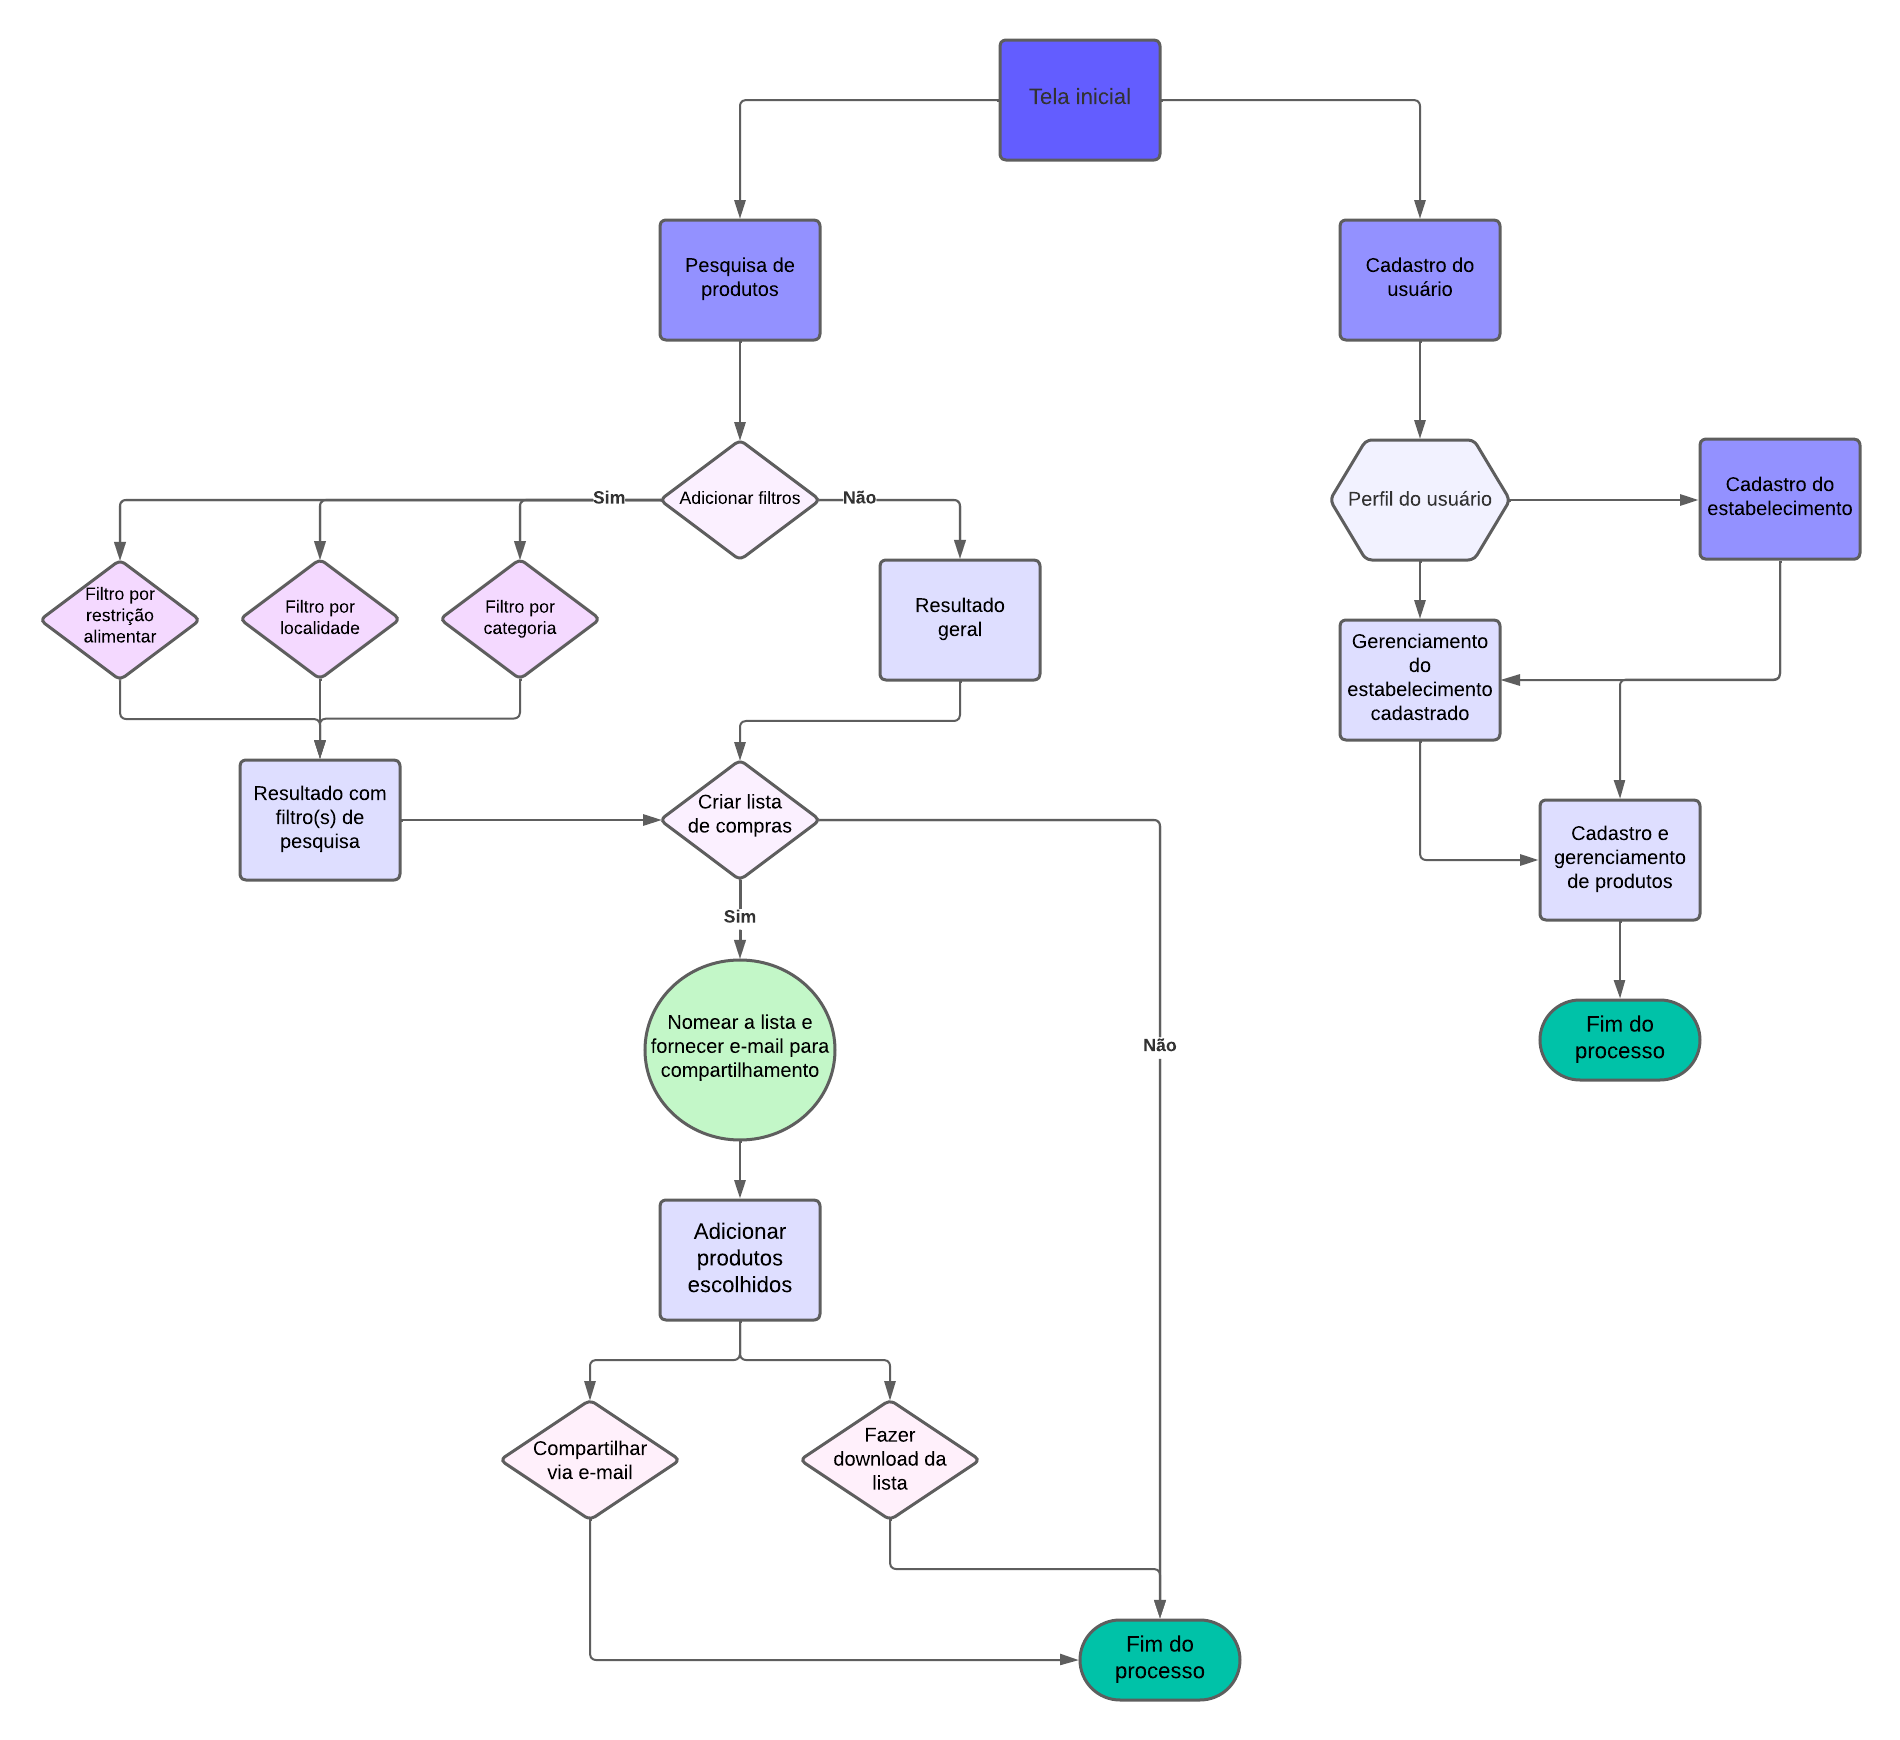 Tela inicial
Pesquisa de
produtos
Cadastro do
usuário
Adicionar filtros
Sim
Não
Perfil do usuário
Cadastro do
estabelecimento
Filtro por
restrição
alimentar
Filtro por
localidade
Filtro por
categoria
Resultado
geral
Gerenciamento
do
estabelecimento
cadastrado
Resultado com
filtro(s) de
pesquisa
Criar lista
de compras
Cadastro e
gerenciamento
de produtos
Sim
Não
Nomear a lista e
fornecer e-mail para
compartilhamento
Fim do
processo
Adicionar
produtos
escolhidos
Compartilhar
via e-mail
Fazer
download da
lista
Fim do
processo